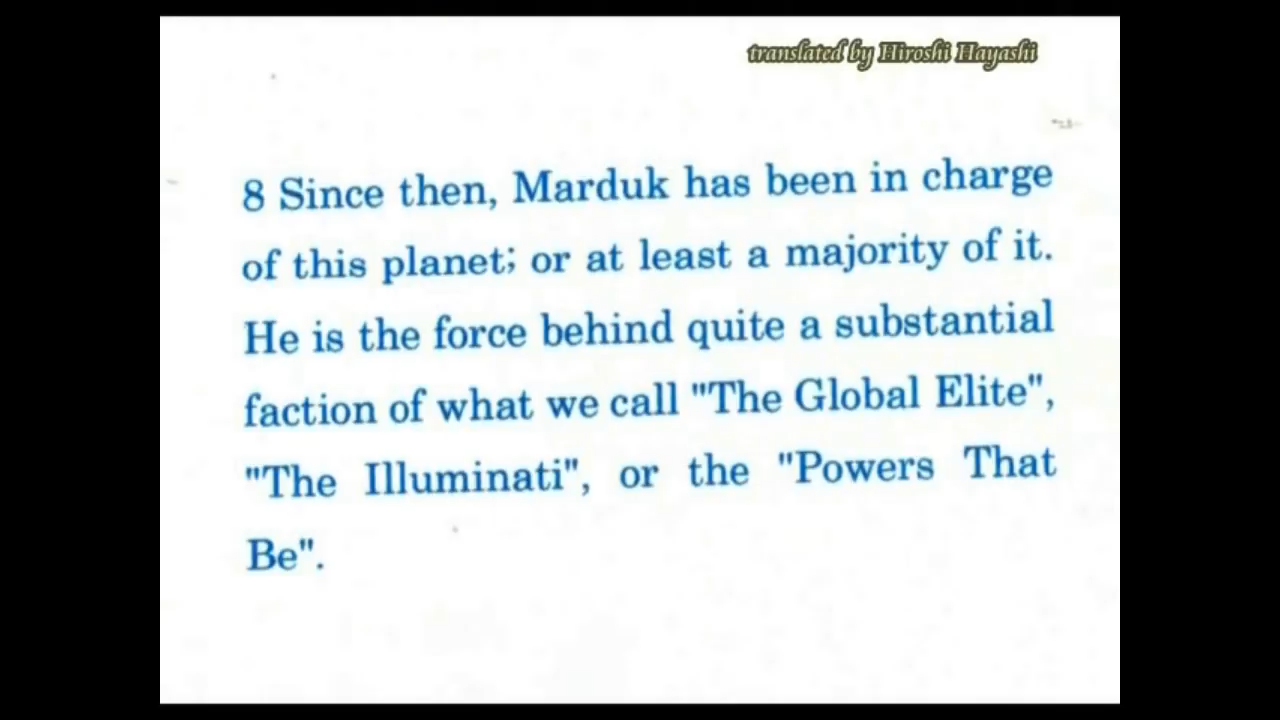 translated by Hiroshi Hayashi
8 Since then, Marduk has been in charge
of this planet; or at least a majority of it.
He is the force behind quite a substantial
faction of what we call "The Global Elite",
"The Illuminati", or the "Powers That
Be".